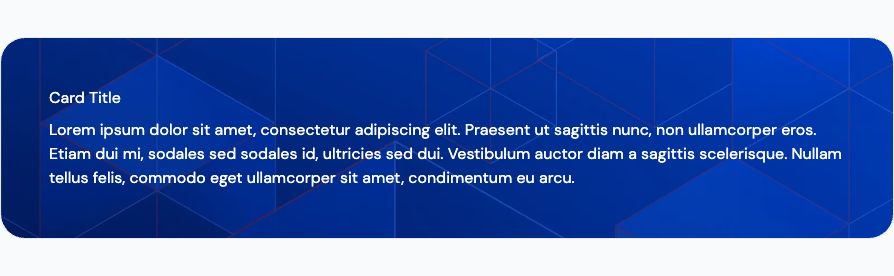 Card Title
Lorem ipsum dolor sit amet, consectetur adipiscing elit. Praesent ut sagittis nunc, non ullamcorper eros.
Etiam dui mi, sodales sed sodales id, ultricies sed dui. Vestibulum auctor diam a sagittis scelerisque. Nullam
tellus felis, commodo eget ullamcorper sit amet, condimentum eu arcu.